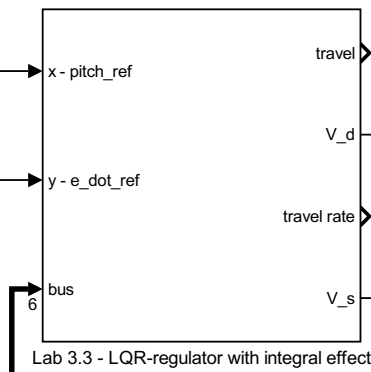 travel
x - pitch_ref
V_d
y - e_dot_ref
travel rate
bus
6
V_s
Lab 3.3 - LQR-regulator with integral effect